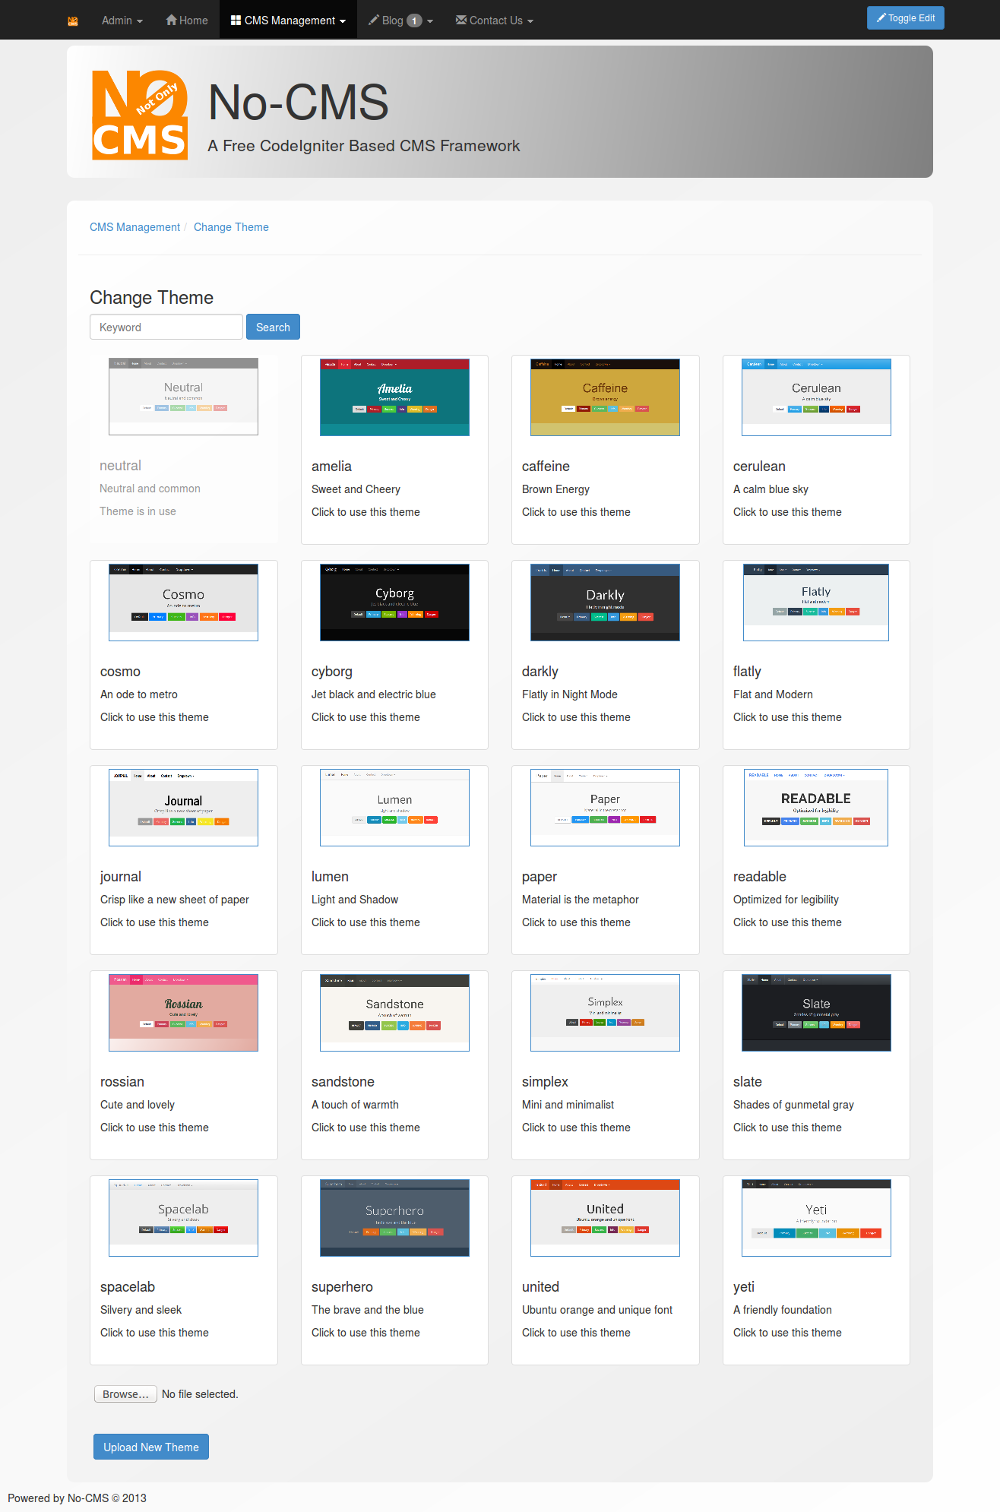 Admin Home CMS Management Blog 1 Contact Us Toggle Edit
NO
Not Only
CMS
No-CMS
A Free CodeIgniter Based CMS Framework
CMS Management / Change Theme
Change Theme
Keyword Search
Neutral Amelia Caffeine Cerulean
Sweet and Cheery
neutral amelia caffeine cerulean
Neutral and common Sweet and Cheery Brown Energy A calm blue sky
Theme is in use Click to use this theme Click to use this theme Click to use this theme
Cosmo Cyborg Darkly Flatly
cosmo cyborg darkly flatly
An ode to metro Jet black and electric blue Flatly in Night Mode Flat and Modern
Click to use this theme Click to use this theme Click to use this theme Click to use this theme
Journal Lumen Paper READABLE
Optimized for legibility
journal lumen paper readable
Crisp like a new sheet of paper Light and Shadow Material is the metaphor Optimized for legibility
Click to use this theme Click to use this theme Click to use this theme Click to use this theme
Rossian Sandstone Simplex Slate
rossian sandstone simplex slate
Cute and lovely A touch of warmth Mini and minimalist Shades of gunmetal gray
Click to use this theme Click to use this theme Click to use this theme Click to use this theme
Spacelab Superhero United Yeti
Ubuntu orange and unique font
spacelab superhero united yeti
Silvery and sleek The brave and the blue Ubuntu orange and unique font A friendly foundation
Click to use this theme Click to use this theme Click to use this theme Click to use this theme
Browse... No file selected.
Upload New Theme
Powered by No-CMS © 2013